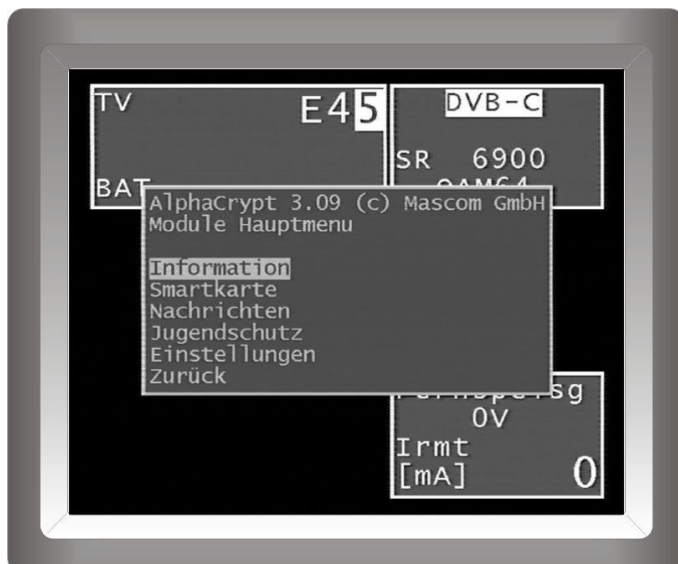 TV
E45
BAT
DVB-C
SR 6900
AlphaCrypt 3.09 (c) Mascom GmbH
Module Hauptmenu
Information
Smartkarte
Nachrichten
Jugendschutz
Einstellungen
Zurück
0V
Irmt
[mA] 0